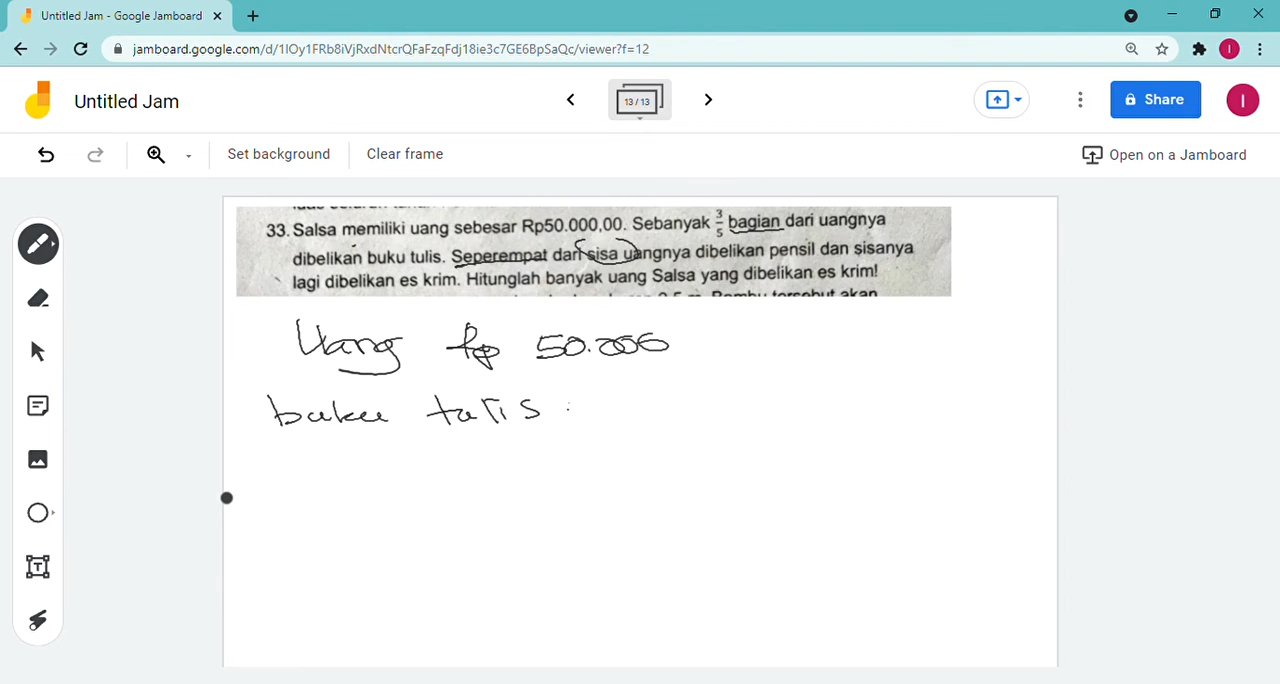 Untitled Jam - Google Jamboard
jamboard.google.com/d/1IOy1FRb8iVjRxdNtcrQFaFzqFdj18ie3c7GE6BpSaQc/viewer?f=12
Untitled Jam
13 / 13
Share
I
Set background
Clear frame
Open on a Jamboard
33. Salsa memiliki uang sebesar Rp50.000,00. Sebanyak 3/5 bagian dari uangnya
dibelikan buku tulis. Seperempat dari sisa uangnya dibelikan pensil dan sisanya
lagi dibelikan es krim. Hitunglah banyak uang Salsa yang dibelikan es krim!
Uang Rp 50.000
buku tulis :